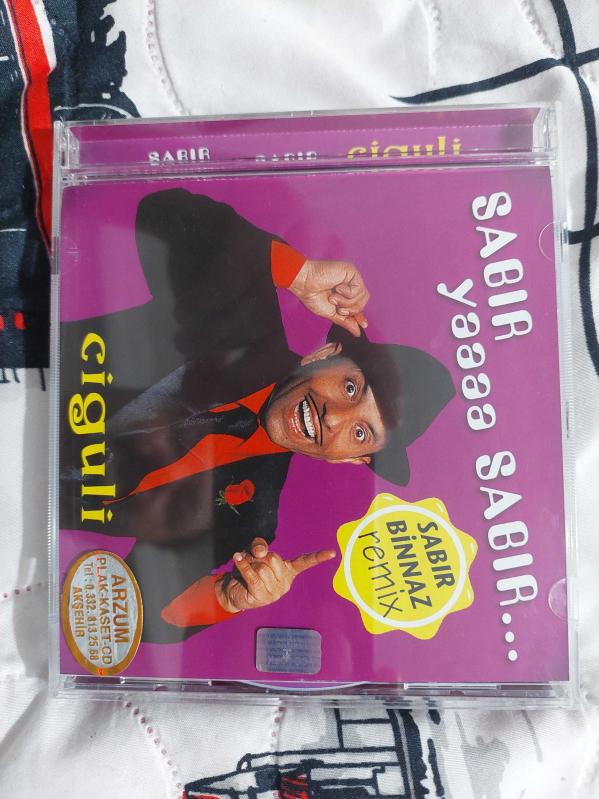 SABIR SABIR ciguli
SABIR
yaaaa SABIR...
ciguli
SABIR
BİNNAZ
remix
ARZUM
PLAK-KASET-CD
Tel: 0.332. 813 25 68
AKŞEHİR